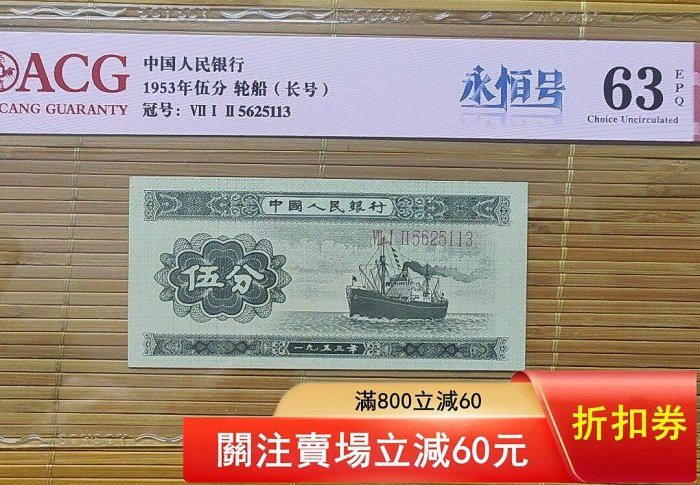 ACG
CANG GUARANTY
中国人民银行
1953年伍分 轮船（长号）
冠号: Ⅶ Ⅰ Ⅱ 5625113
永恒号
63
EPQ
Choice Uncirculated
中國人民銀行
Ⅶ Ⅰ Ⅱ 5625113
伍分
一九五三年
滿800立減60
關注賣場立減60元
折扣券